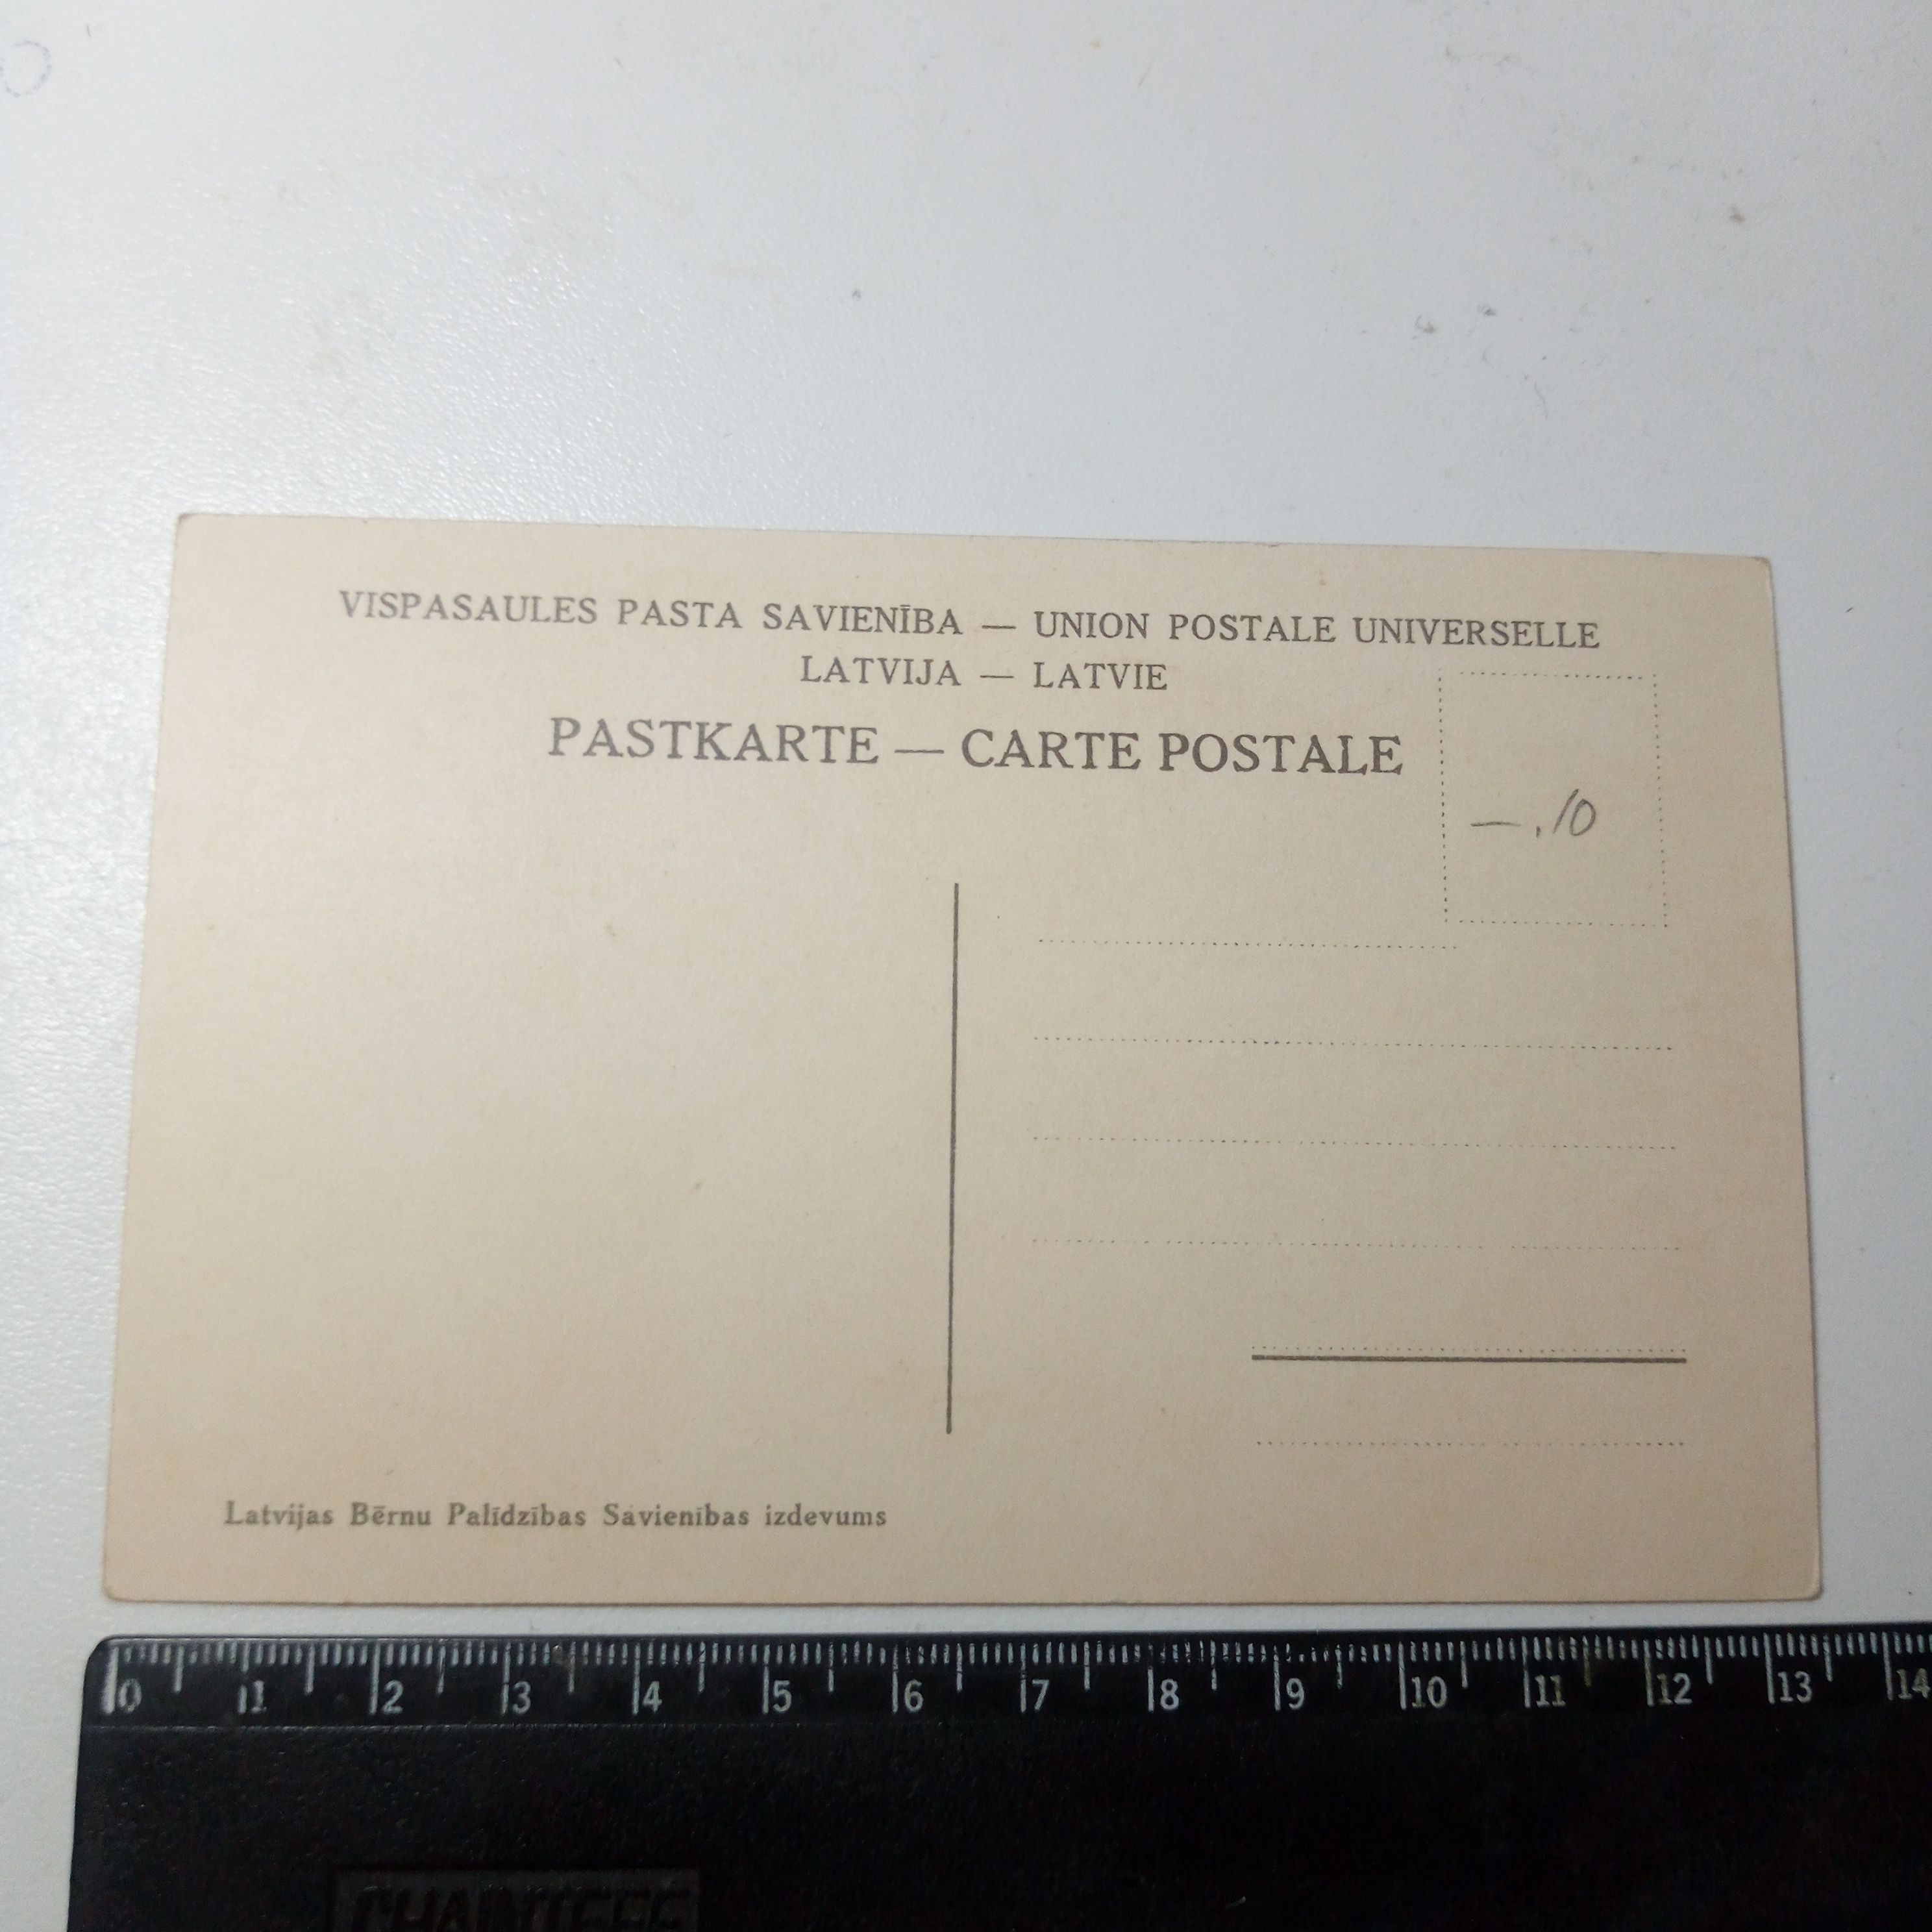 VISPASAULES PASTA SAVIENĪBA — UNION POSTALE UNIVERSELLE
LATVIJA — LATVIE
PASTKARTE — CARTE POSTALE
—.10
Latvijas Bērnu Palīdzības Savienības izdevums
0 1 2 3 4 5 6 7 8 9 10 11 12 13 14